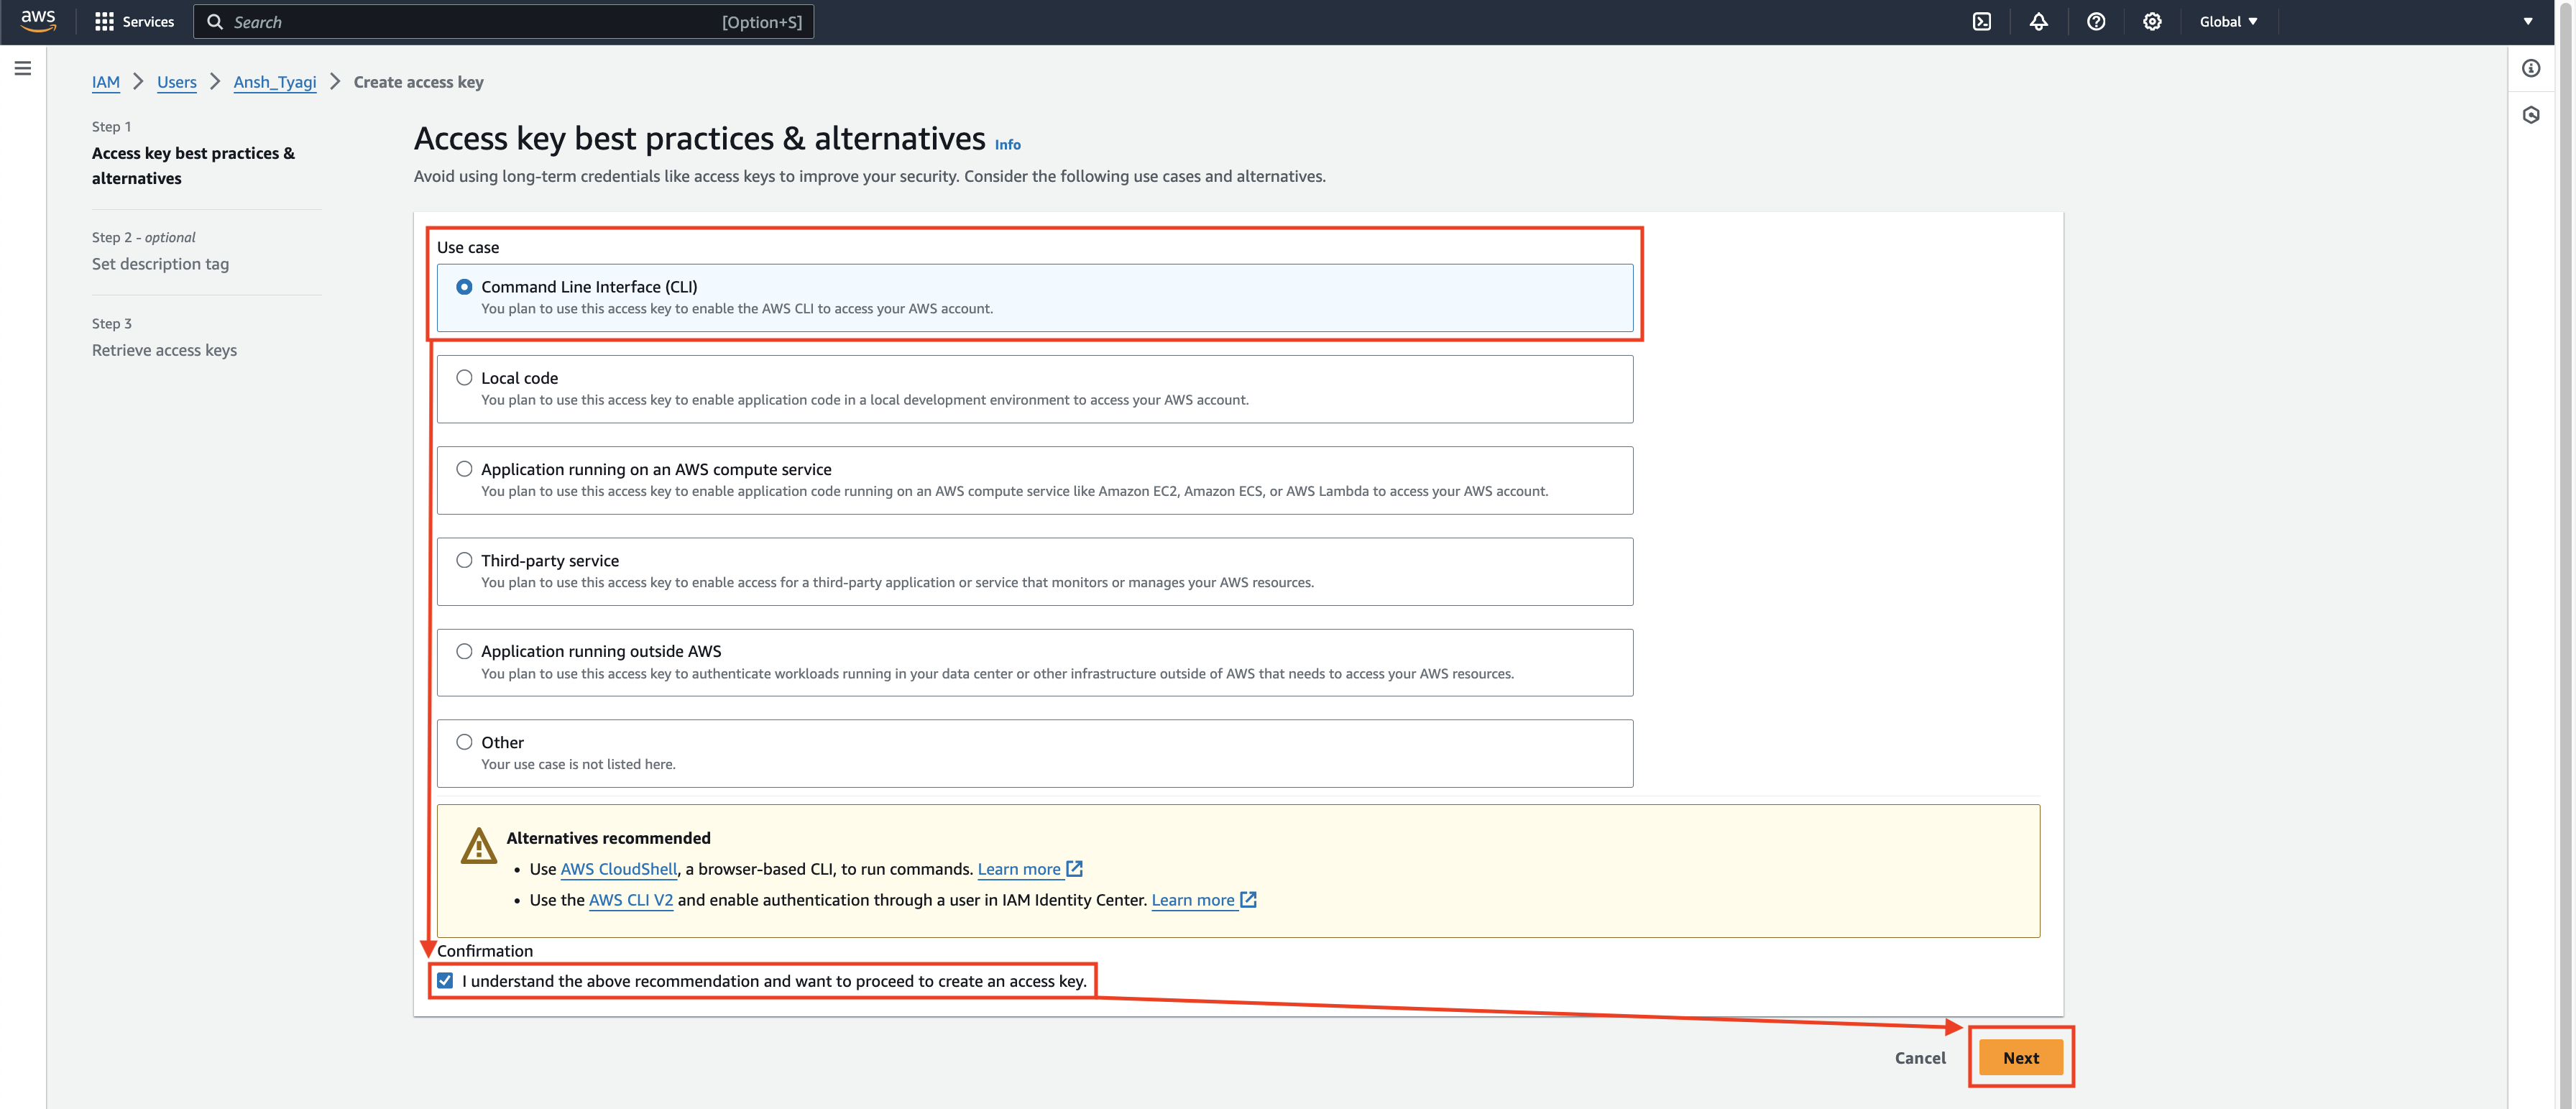 aws
Services
Search
[Option+S]
Global
IAM > Users > Ansh_Tyagi > Create access key
Step 1
Access key best practices &
alternatives
Step 2 - optional
Set description tag
Step 3
Retrieve access keys
Access key best practices & alternatives Info
Avoid using long-term credentials like access keys to improve your security. Consider the following use cases and alternatives.
Use case
Command Line Interface (CLI)
You plan to use this access key to enable the AWS CLI to access your AWS account.
Local code
You plan to use this access key to enable application code in a local development environment to access your AWS account.
Application running on an AWS compute service
You plan to use this access key to enable application code running on an AWS compute service like Amazon EC2, Amazon ECS, or AWS Lambda to access your AWS account.
Third-party service
You plan to use this access key to enable access for a third-party application or service that monitors or manages your AWS resources.
Application running outside AWS
You plan to use this access key to authenticate workloads running in your data center or other infrastructure outside of AWS that needs to access your AWS resources.
Other
Your use case is not listed here.
Alternatives recommended
• Use AWS CloudShell, a browser-based CLI, to run commands. Learn more
• Use the AWS CLI V2 and enable authentication through a user in IAM Identity Center. Learn more
Confirmation
I understand the above recommendation and want to proceed to create an access key.
Cancel
Next